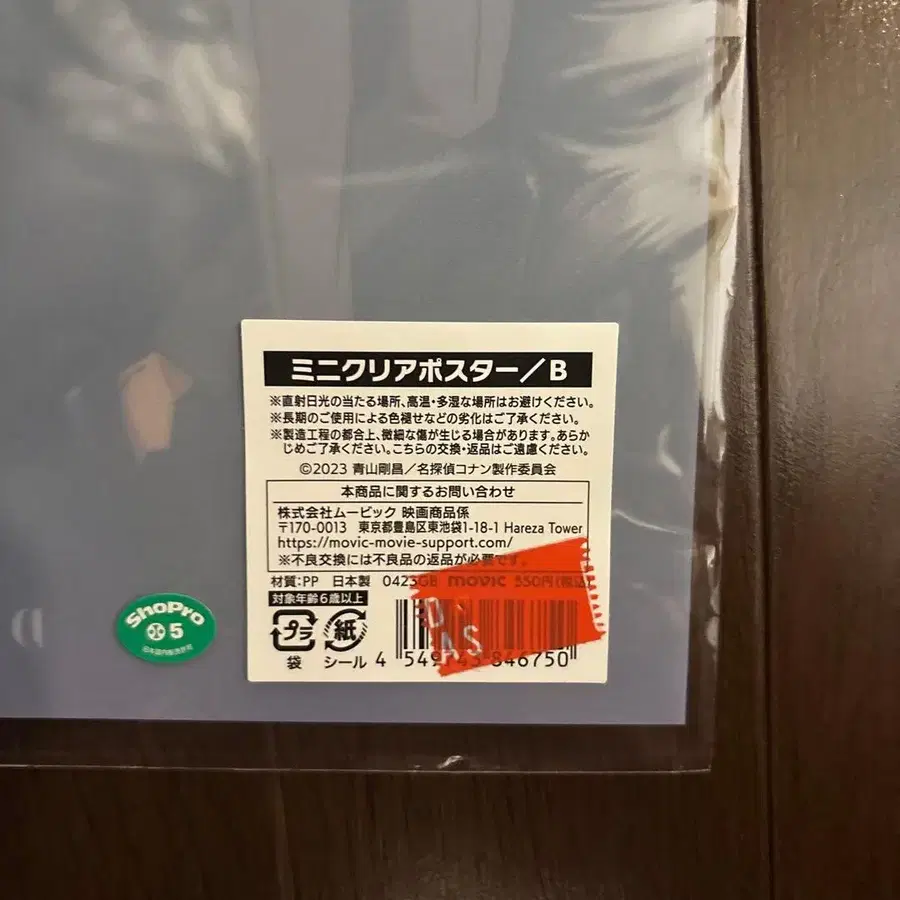 ミニクリアポスター/B
※直射日光の当たる場所、高温・多湿な場所はお避けください。
※長期のご使用による色褪せなどの劣化はご了承ください。
※製造工程の都合上、微細な傷が生じる場合があります。あらか
じめご了承ください。こちらの交換・返品はご遠慮ください。
©2023 青山剛昌/名探偵コナン製作委員会
本商品に関するお問い合わせ
株式会社ムービック 映画商品係
〒170-0013 東京都豊島区東池袋1-18-1 Hareza Tower
https://movic-movie-support.com/
※不良交換には不良品の返品が必要です。
材質:PP 日本製 0423GB movic 550円(税込)
対象年齢6歳以上
プラ 紙
袋 シール
4 549743 846750
ShoPro
5